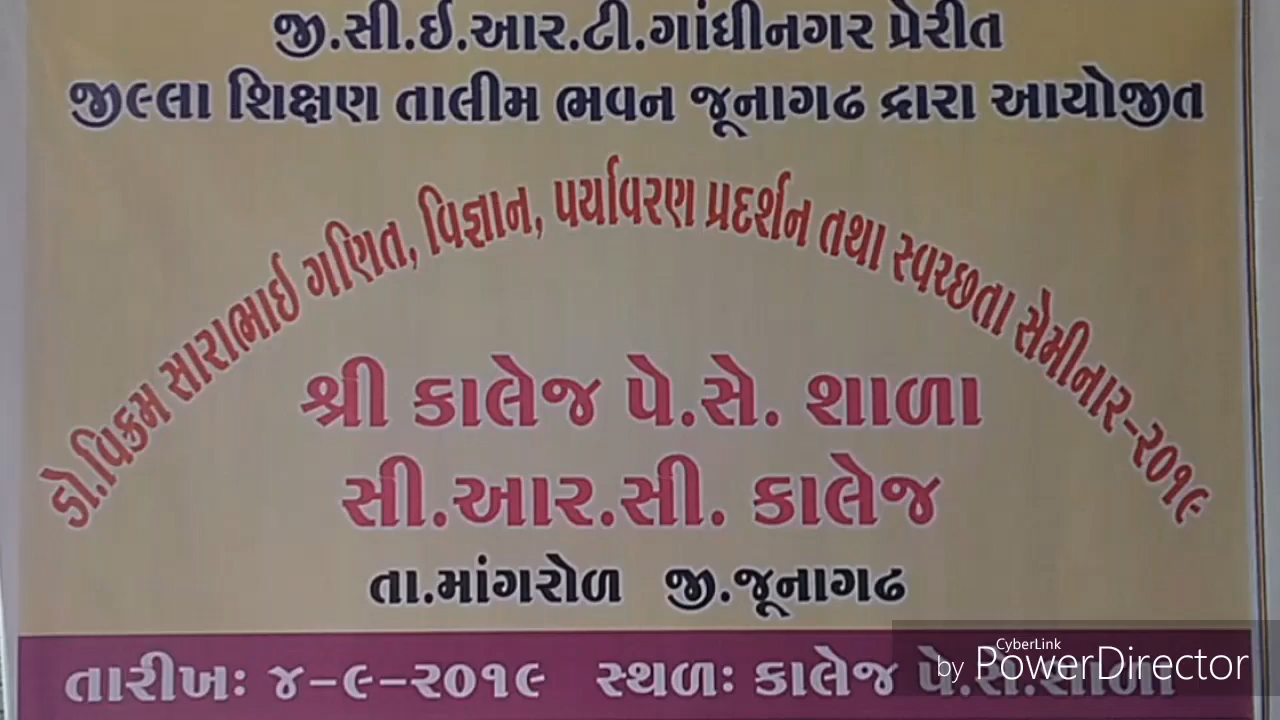 જી.સી.ઈ.આર.ટી.ગાંધીનગર પ્રેરીત
જીલ્લા શિક્ષણ તાલીમ ભવન જૂનાગઢ દ્રારા આયોજીત
ડો.વિક્રમ સારાભાઈ ગણિત, વિજ્ઞાન, પર્યાવરણ પ્રદર્શન તથા સ્વચ્છતા સેમીનાર-૨૦૧૯
શ્રી કાલેજ પે.સે. શાળા
સી.આર.સી. કાલેજ
તા.માંગરોળ જી.જૂનાગઢ
તારીખઃ ૪-૯-૨૦૧૯ સ્થળઃ કાલેજ પે.સે.શાળા
CyberLink
by PowerDirector